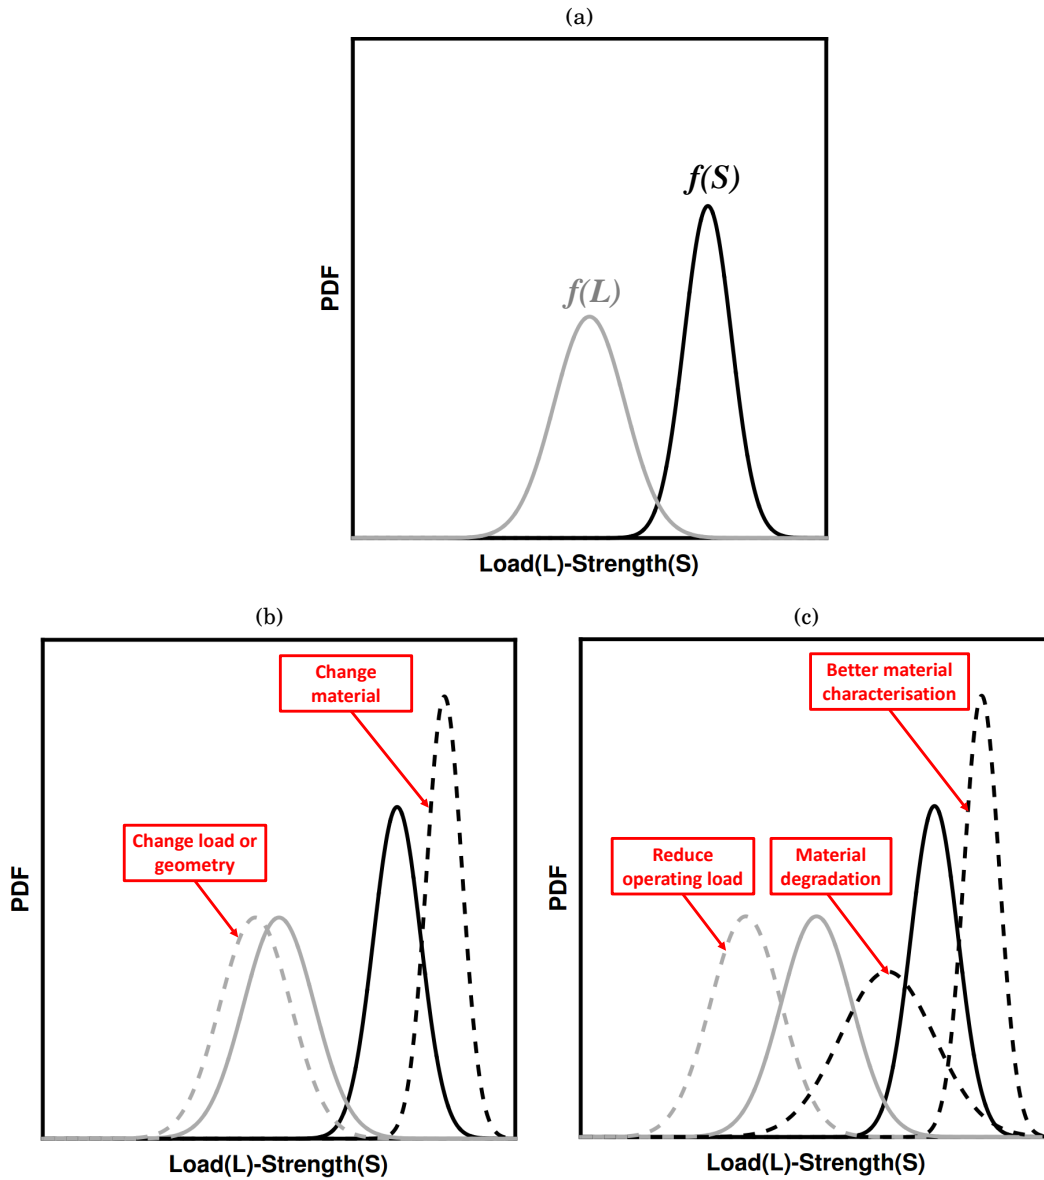 (a)
f(S)
f(L)
PDF
Load(L)-Strength(S)
(b)
Change
material
Change load or
geometry
PDF
Load(L)-Strength(S)
(c)
Better material
characterisation
Reduce
operating load
Material
degradation
PDF
Load(L)-Strength(S)